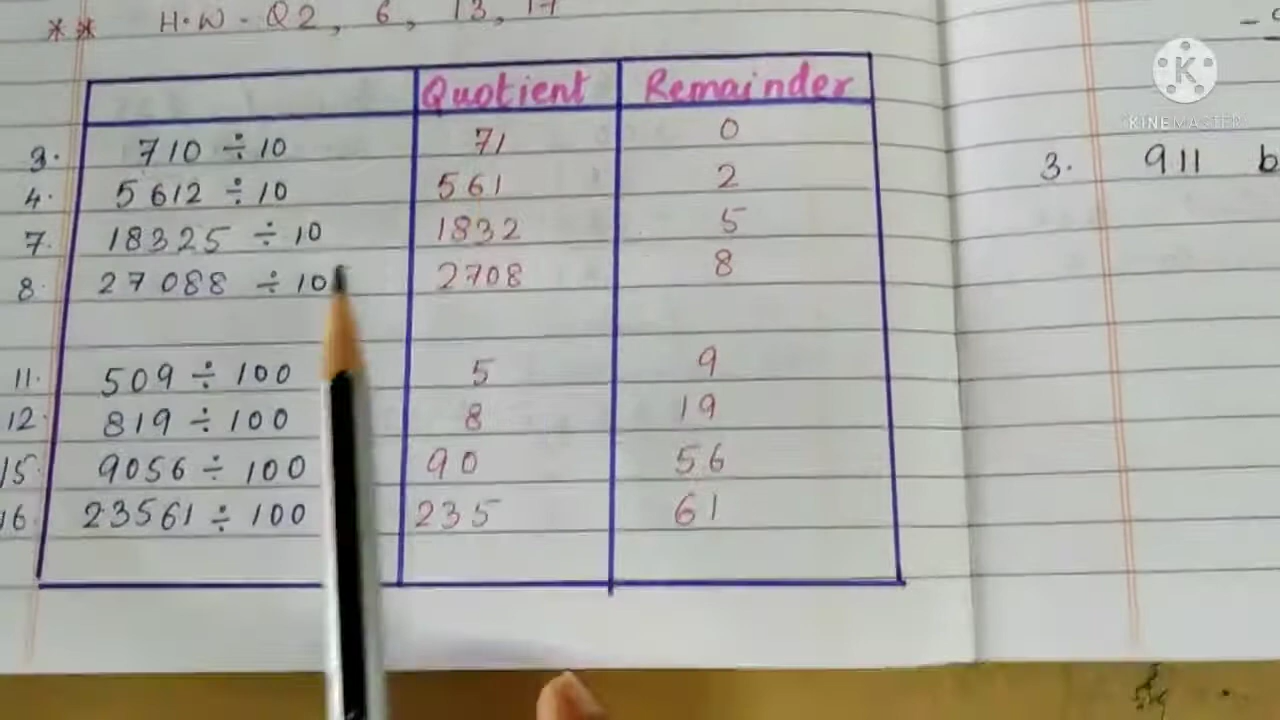 ** H.W - Q2, 6, 13, 17
Quotient Remainder
3. 710 ÷ 10 71 0
4. 5612 ÷ 10 561 2
7. 18325 ÷ 10 1832 5
8. 27088 ÷ 10 2708 8
11. 509 ÷ 100 5 9
12. 819 ÷ 100 8 19
15. 9056 ÷ 100 90 56
16. 23561 ÷ 100 235 61
K
KINEMASTER
3. 911